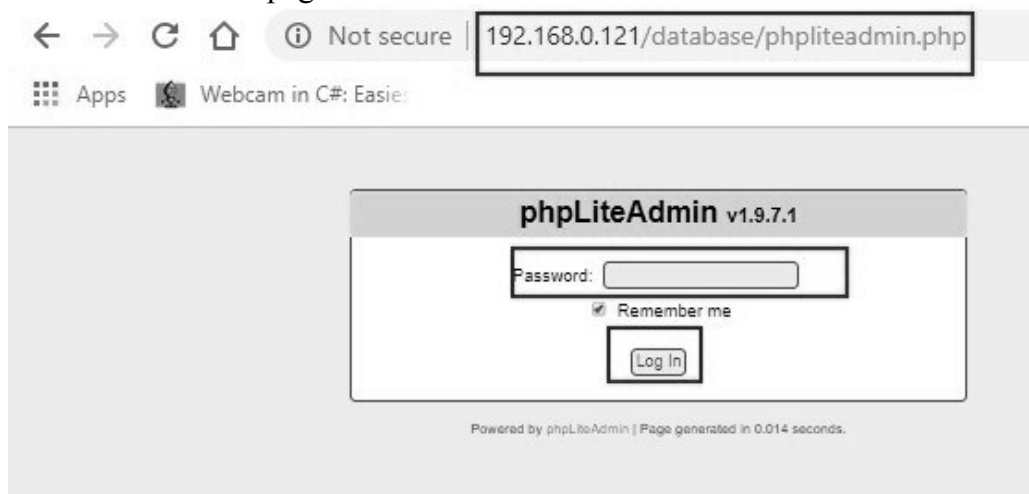 Not secure | 192.168.0.121/database/phpliteadmin.php
Apps Webcam in C#: Easie
phpLiteAdmin v1.9.7.1
Password:
Remember me
Log In
Powered by phpLiteAdmin | Page generated in 0.014 seconds.